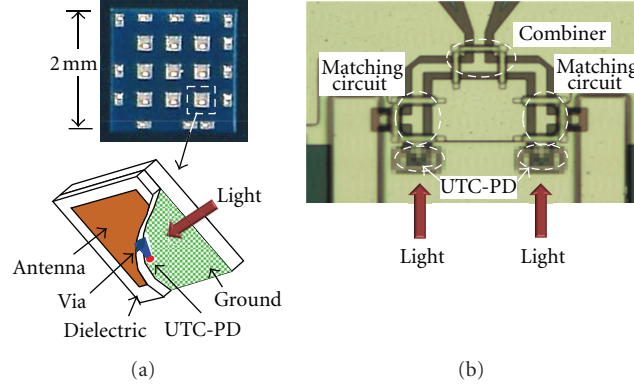 2 mm
Light
Antenna
Via
Ground
Dielectric
UTC-PD
(a)
Combiner
Matching
circuit
Matching
circuit
UTC-PD
Light
Light
(b)